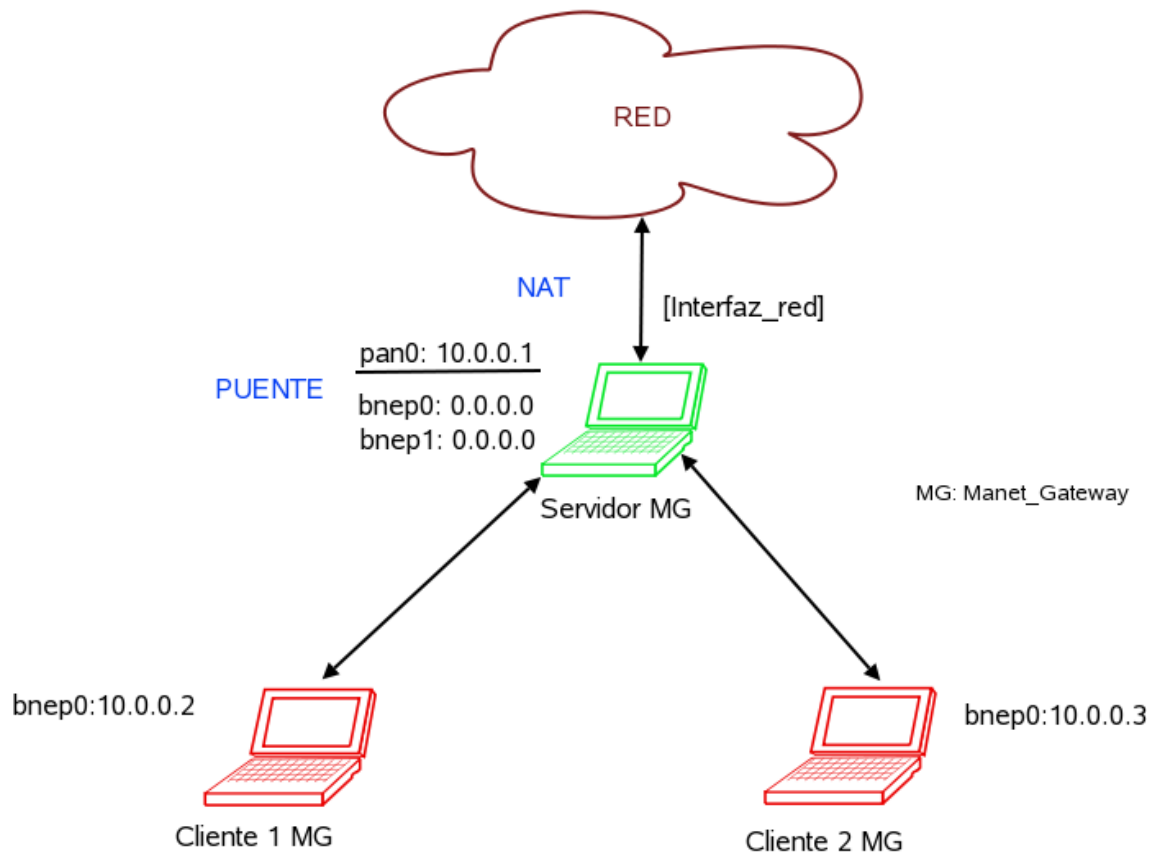 RED
NAT
[Interfaz_red]
pan0: 10.0.0.1
PUENTE
bnep0: 0.0.0.0
bnep1: 0.0.0.0
Servidor MG
MG: Manet_Gateway
bnep0:10.0.0.2
bnep0:10.0.0.3
Cliente 1 MG
Cliente 2 MG